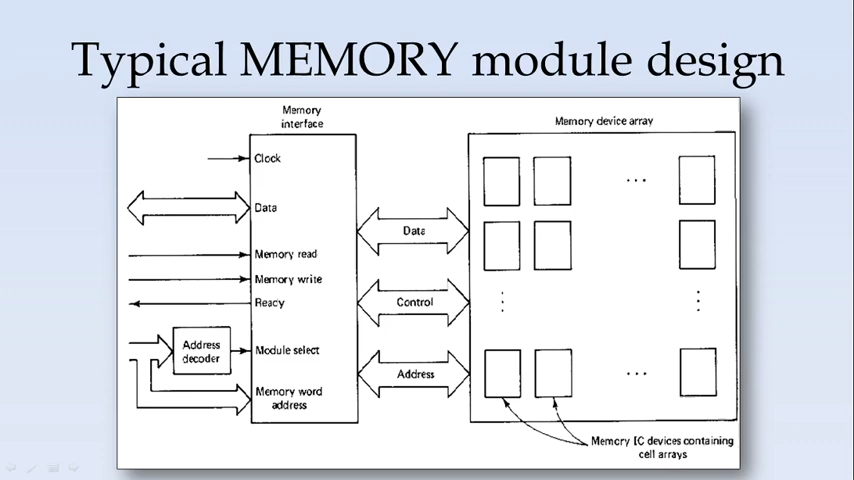 Typical MEMORY module design
Memory
interface
Memory device array
Clock
Data
Data
Memory read
Memory write
Ready
Control
Address
decoder
Module select
Address
Memory word
address
Memory IC devices containing
cell arrays